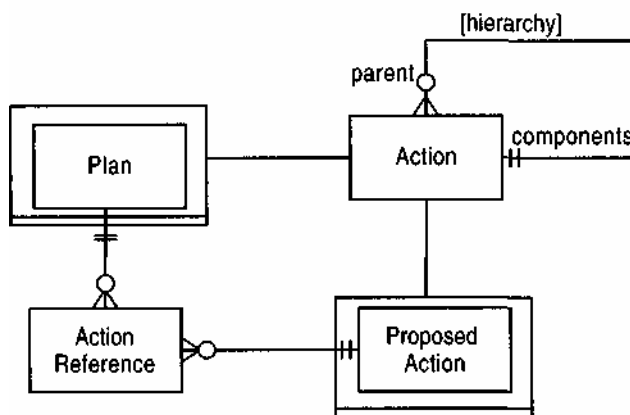 [hierarchy]
parent
components
Action
Plan
Action
Reference
Proposed
Action